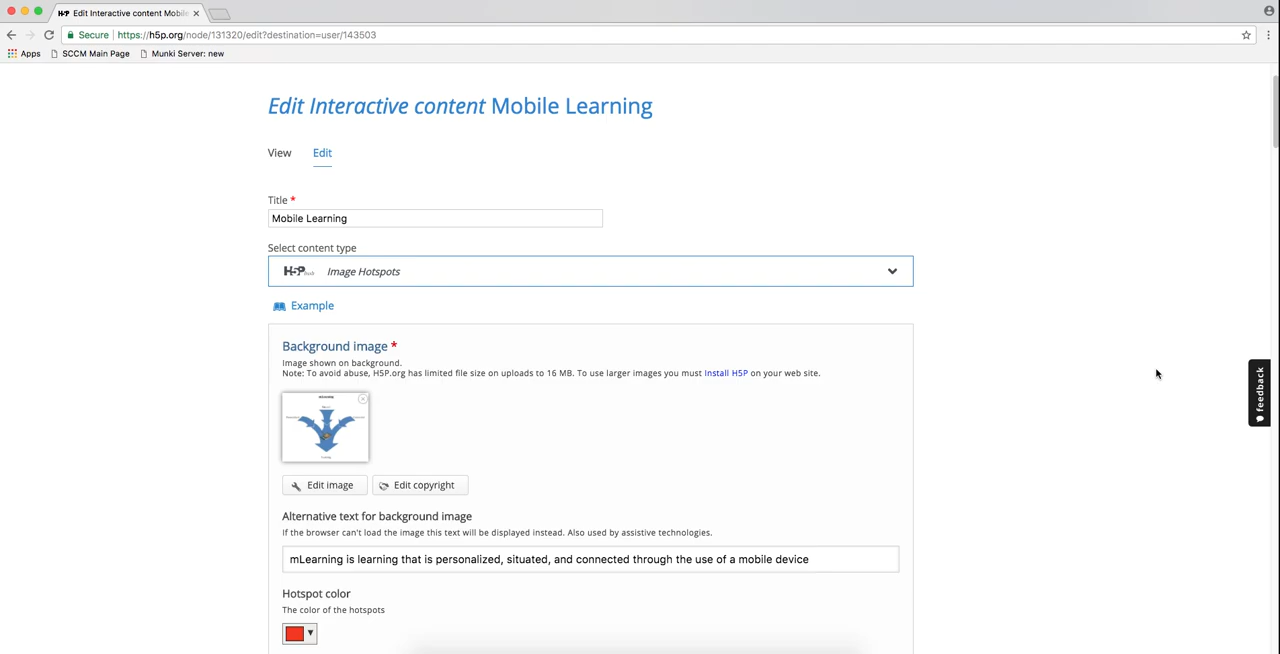 H-P Edit Interactive content Mobile
Secure https://h5p.org/node/131320/edit?destination=user/143503
Apps SCCM Main Page Munki Server: new
Edit Interactive content Mobile Learning
View Edit
Title *
Mobile Learning
Select content type
H5P Image Hotspots
Example
Background image *
Image shown on background.
Note: To avoid abuse, H5P.org has limited file size on uploads to 16 MB. To use larger images you must Install H5P on your web site.
Edit image Edit copyright
Alternative text for background image
If the browser can't load the image this text will be displayed instead. Also used by assistive technologies.
mLearning is learning that is personalized, situated, and connected through the use of a mobile device
Hotspot color
The color of the hotspots
feedback